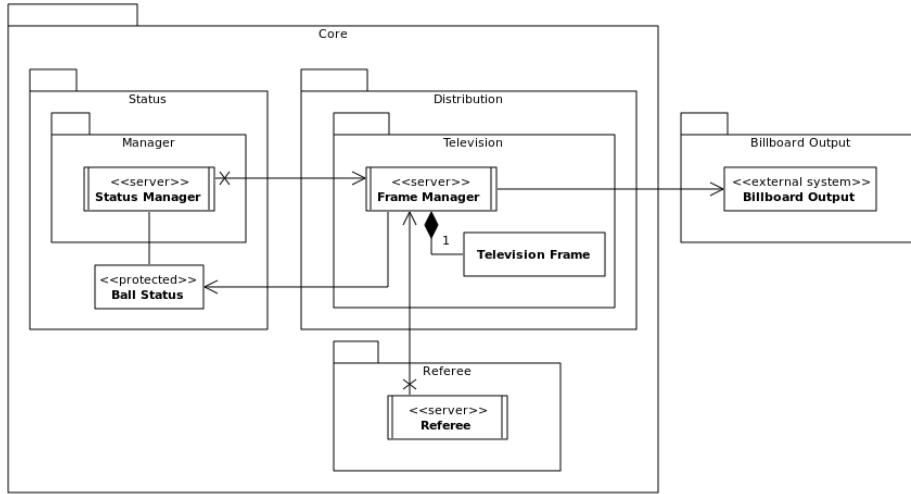 Core
Status
Distribution
Manager
Television
Billboard Output
<<server>>
Status Manager
<<server>>
Frame Manager
<<external system>>
Billboard Output
1
Television Frame
<<protected>>
Ball Status
Referee
<<server>>
Referee